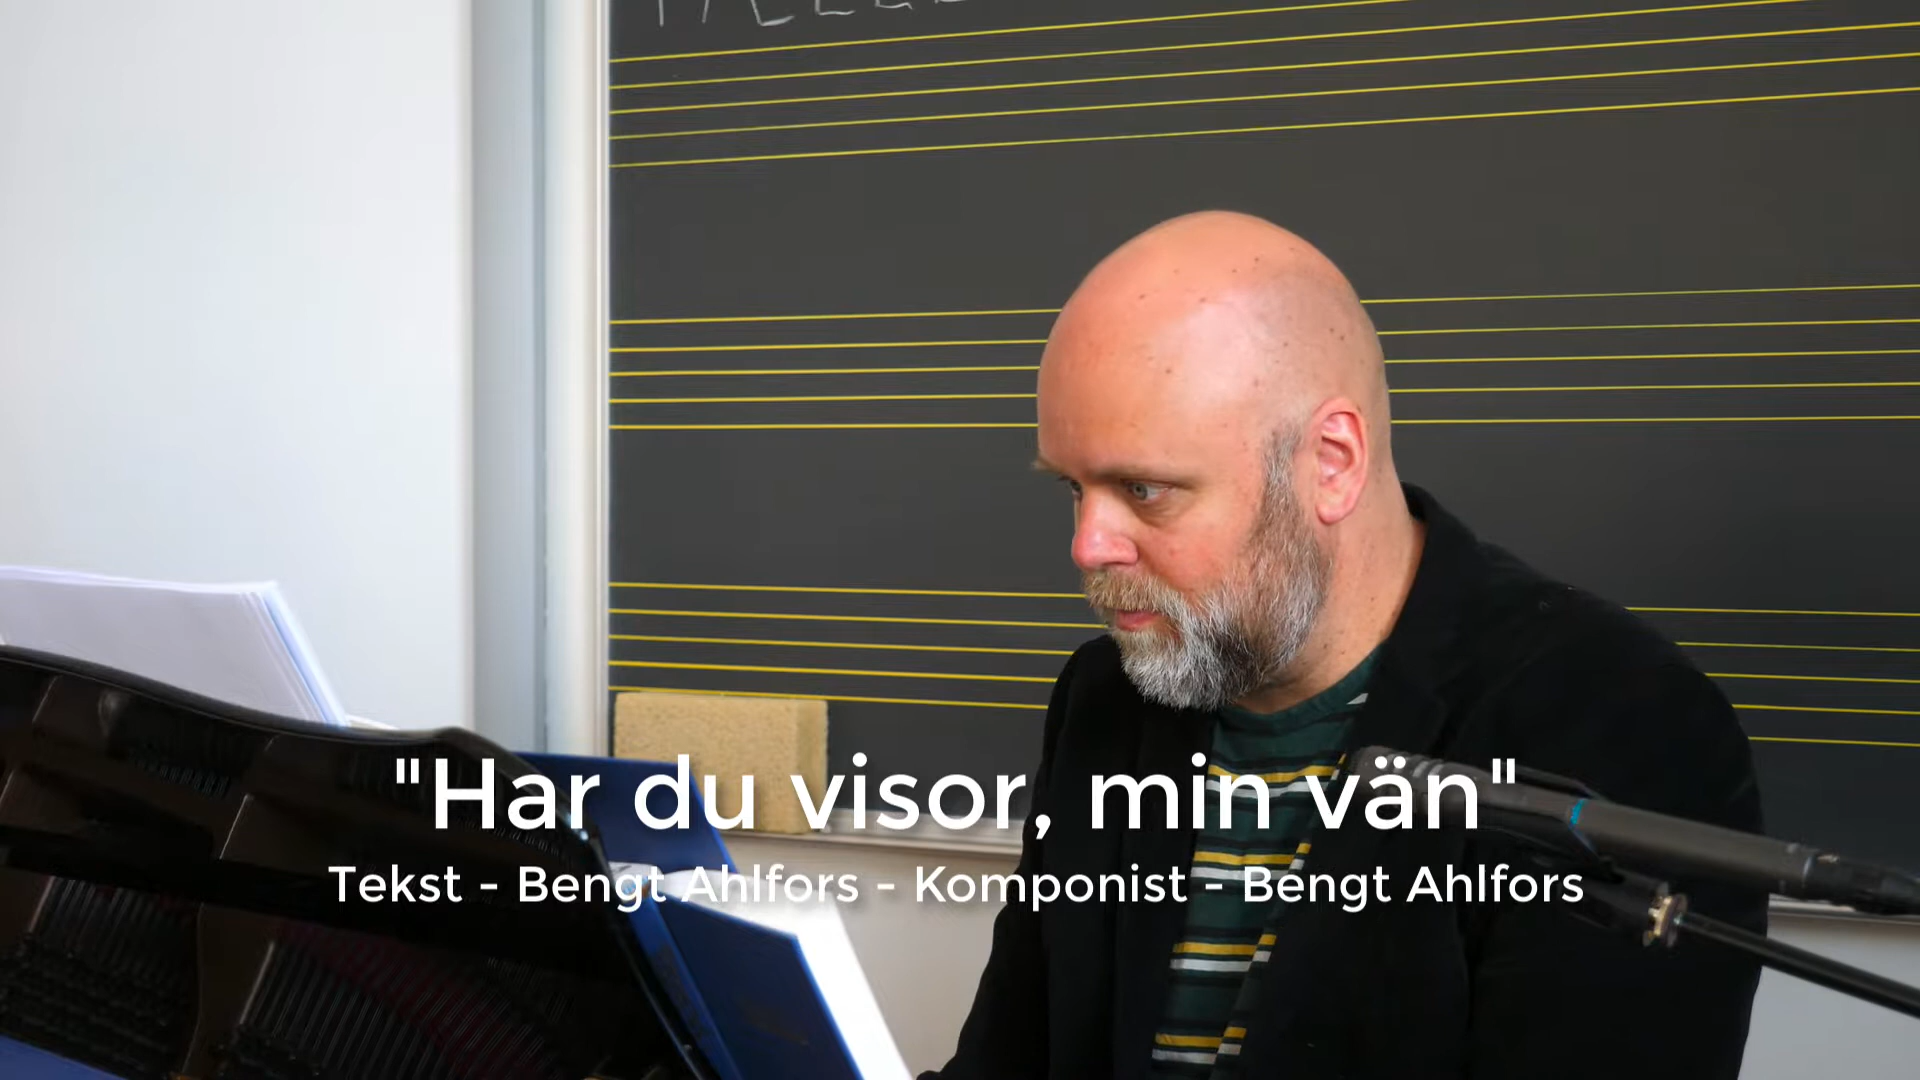 "Har du visor, min vän"
Tekst - Bengt Ahlfors - Komponist - Bengt Ahlfors